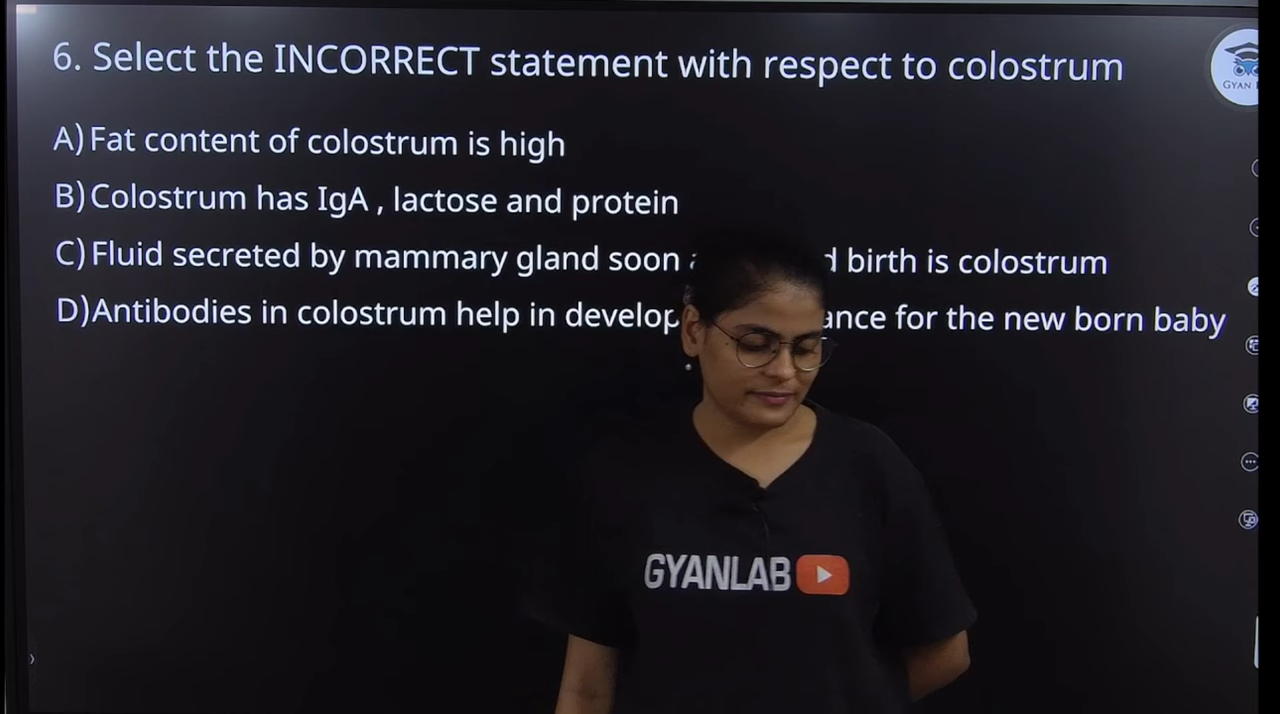 6. Select the INCORRECT statement with respect to colostrum
GYAN
A) Fat content of colostrum is high
B) Colostrum has IgA , lactose and protein
C) Fluid secreted by mammary gland soon birth is colostrum
D) Antibodies in colostrum help in for the new born baby
GYANLAB